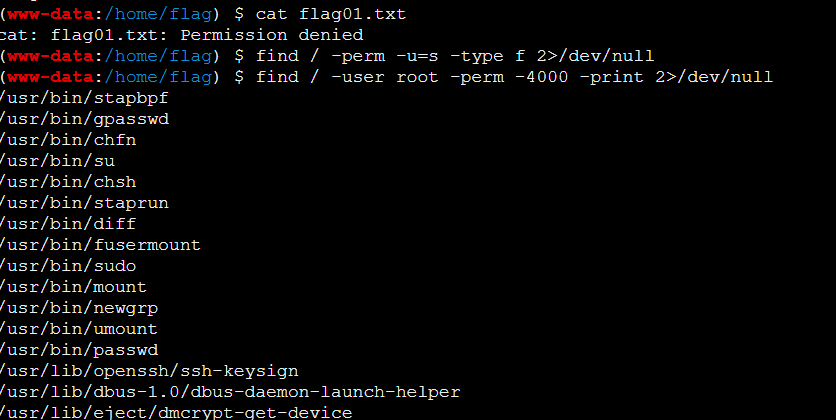 (www-data:/home/flag) $ cat flag01.txt
cat: flag01.txt: Permission denied
(www-data:/home/flag) $ find / -perm -u=s -type f 2>/dev/null
(www-data:/home/flag) $ find / -user root -perm -4000 -print 2>/dev/null
/usr/bin/stapbpf
/usr/bin/gpasswd
/usr/bin/chfn
/usr/bin/su
/usr/bin/chsh
/usr/bin/staprun
/usr/bin/diff
/usr/bin/fusermount
/usr/bin/sudo
/usr/bin/mount
/usr/bin/newgrp
/usr/bin/umount
/usr/bin/passwd
/usr/lib/openssh/ssh-keysign
/usr/lib/dbus-1.0/dbus-daemon-launch-helper
/usr/lib/eject/dmcrypt-get-device